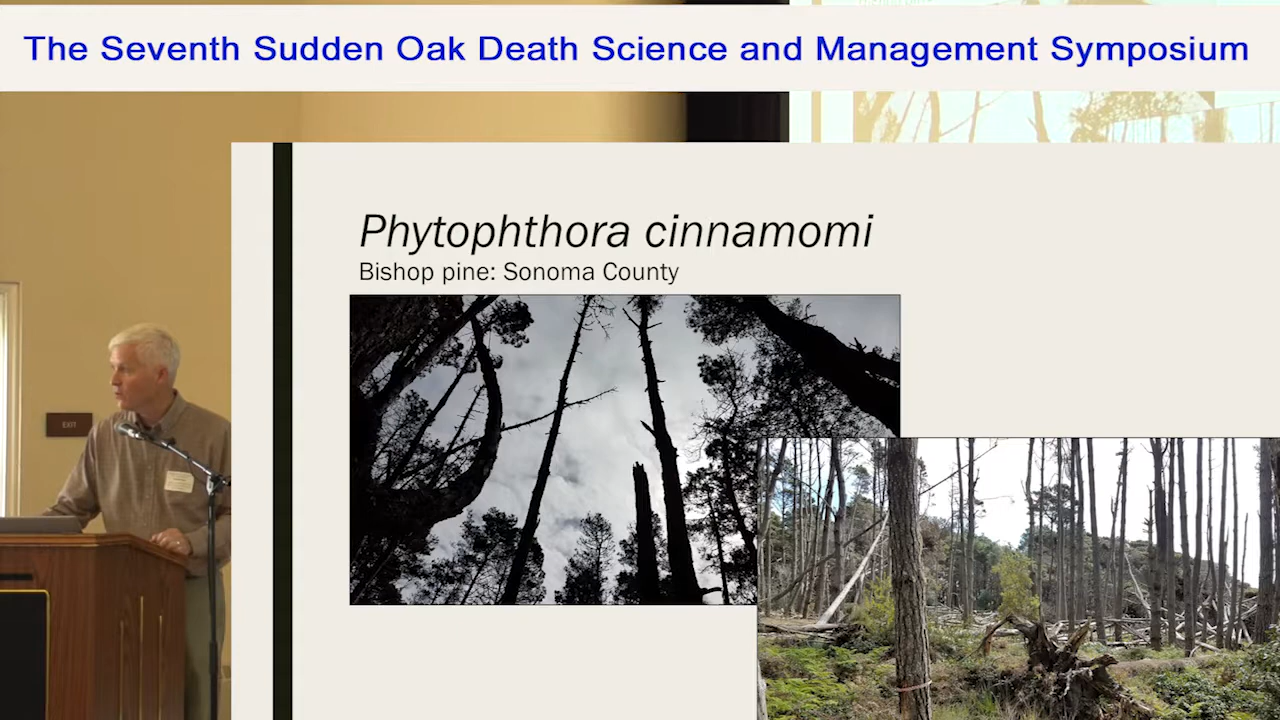 The Seventh Sudden Oak Death Science and Management Symposium
Phytophthora cinnamomi
Bishop pine: Sonoma County
EXIT